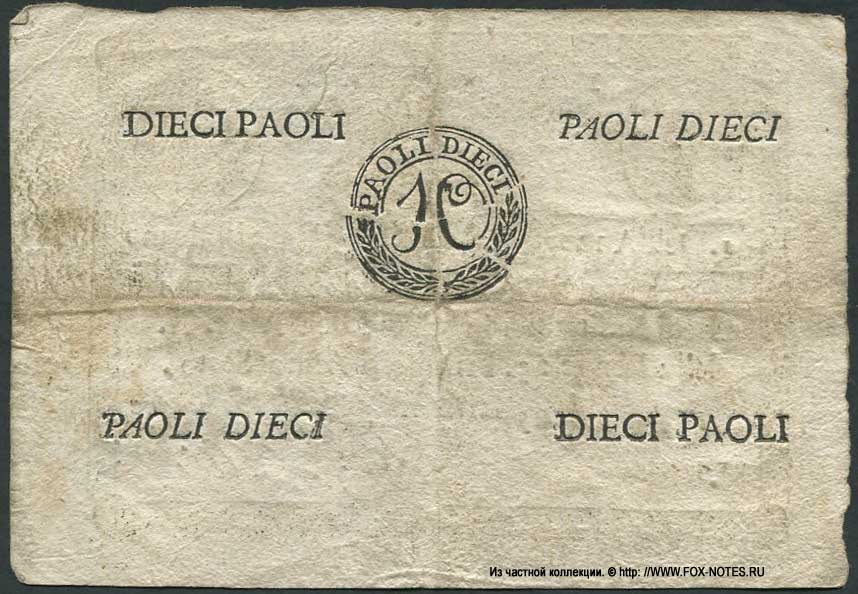 DIECI PAOLI
PAOLI DIECI
PAOLI DIECI
10
PAOLI DIECI
DIECI PAOLI
Из частной коллекции. © http: //WWW.FOX-NOTES.RU